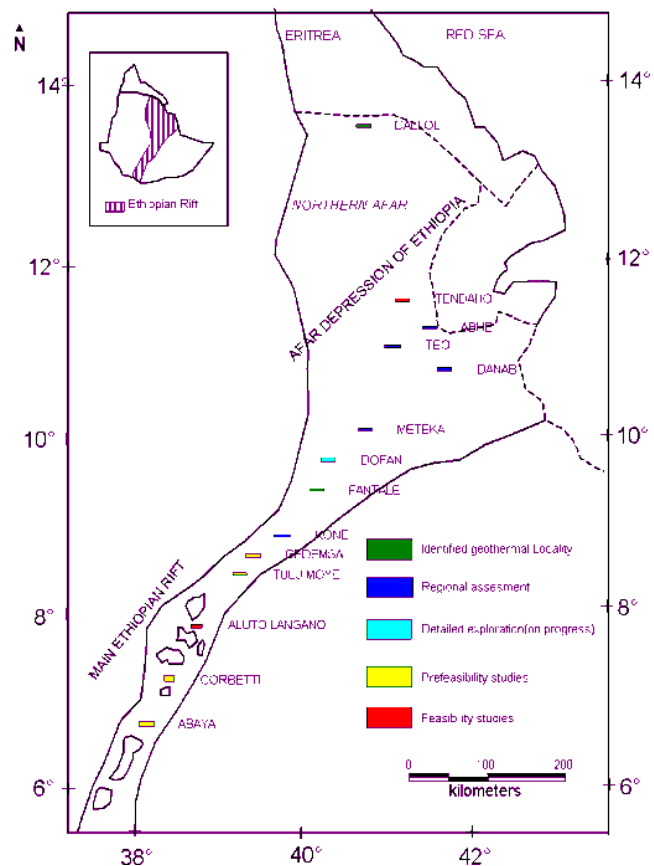 N
ERITREA
RED SEA
14°
14°
DALLOL
Ethiopian Rift
NORTHERN AFAR
AFAR DEPRESSION OF ETHIOPIA
12°
12°
TENDAHO
ABHE
TEO
DANAB
10°
10°
METEKA
DOFAN
FANTALE
KONE
GEDEMSA
TULU MOYE
MAIN ETHIOPIAN RIFT
8°
8°
ALUTO LANGANO
CORBETTI
ABAYA
6°
6°
Identified geothermal Locality
Regional assesment
Detailed exploration(on progress)
Prefeasibility studies
Feasibility studies
0 100 200
kilometers
38° 40° 42°